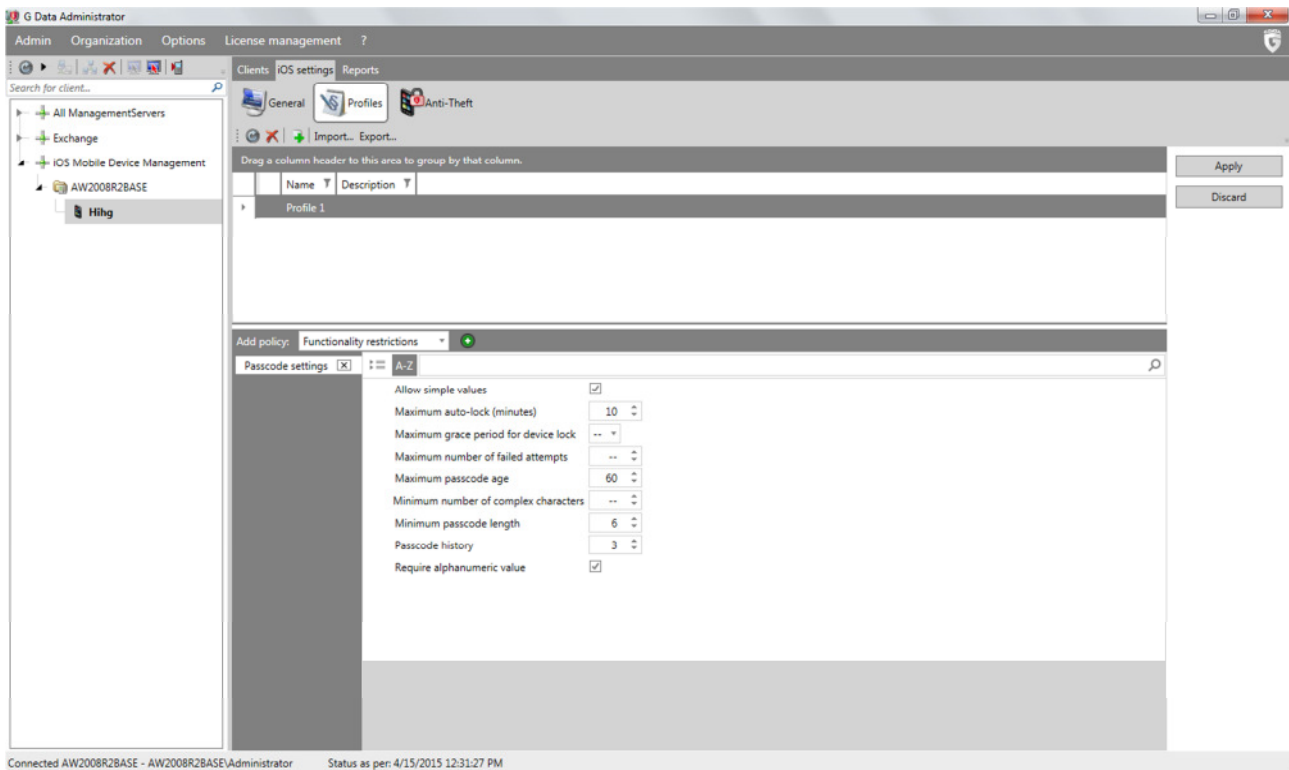 G Data Administrator
Admin Organization Options License management ?
Search for client...
All ManagementServers
Exchange
iOS Mobile Device Management
AW2008R2BASE
Hihg
Clients iOS settings Reports
General Profiles Anti-Theft
Import... Export...
Drag a column header to this area to group by that column.
Name Description
Profile 1
Apply
Discard
Add policy: Functionality restrictions
Passcode settings
A-Z
Allow simple values
Maximum auto-lock (minutes) 10
Maximum grace period for device lock --
Maximum number of failed attempts --
Maximum passcode age 60
Minimum number of complex characters --
Minimum passcode length 6
Passcode history 3
Require alphanumeric value
Connected AW2008R2BASE - AW2008R2BASE\Administrator Status as per: 4/15/2015 12:31:27 PM